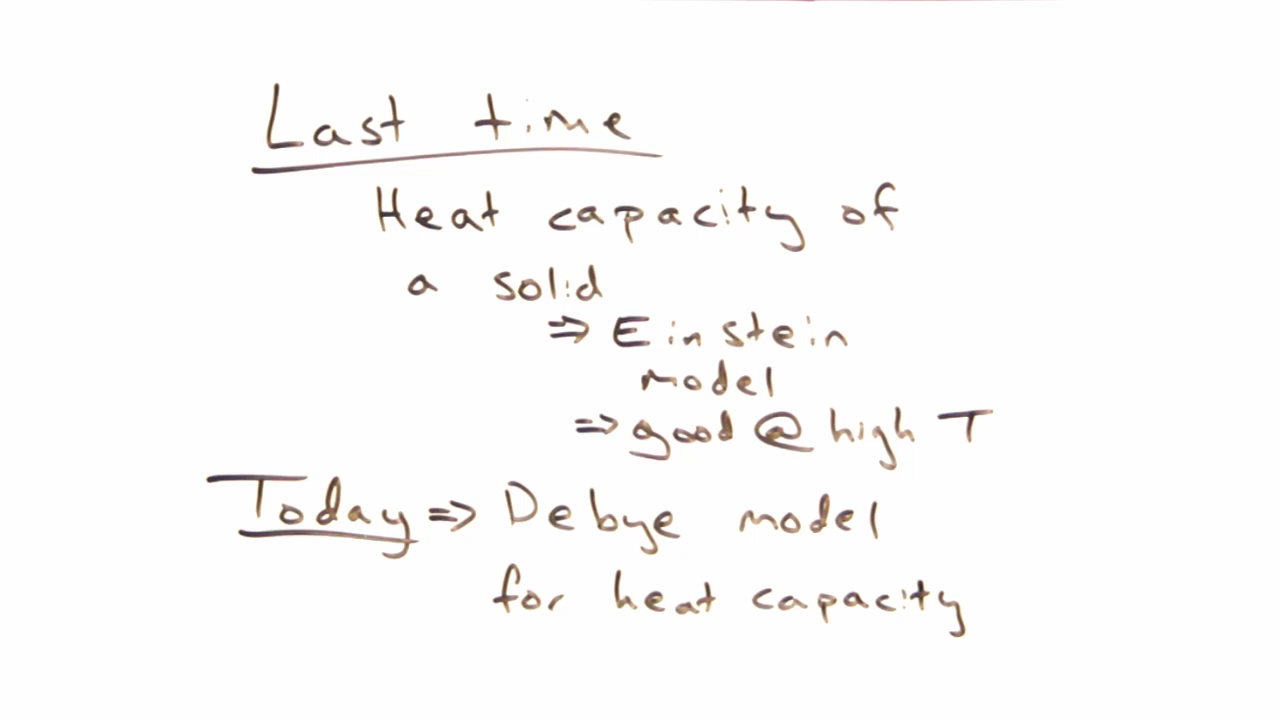 Last time
Heat capacity of
a solid
⇒ Einstein
model
⇒ good @ high T
Today ⇒ Debye model
for heat capacity